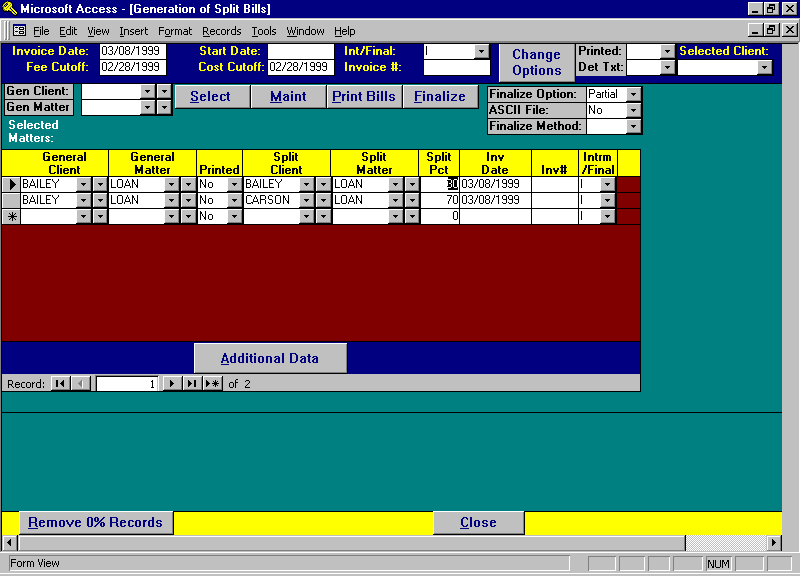 Microsoft Access - [Generation of Split Bills]
File Edit View Insert Format Records Tools Window Help
Invoice Date: 03/08/1999 Start Date: Int/Final: I Change Options Printed: Selected Client:
Fee Cutoff: 02/28/1999 Cost Cutoff: 02/28/1999 Invoice #: Det Txt:
Gen Client: Select Maint Print Bills Finalize Finalize Option: Partial
Gen Matter ASCII File: No
Selected Finalize Method:
Matters:
General General Split Split Split Inv Intrm
Client Matter Printed Client Matter Pct Date Inv# /Final
BAILEY LOAN No BAILEY LOAN 30 03/08/1999 I
BAILEY LOAN No CARSON LOAN 70 03/08/1999 I
No 0 I
Additional Data
Record: 1 of 2
Remove 0% Records Close
Form View NUM